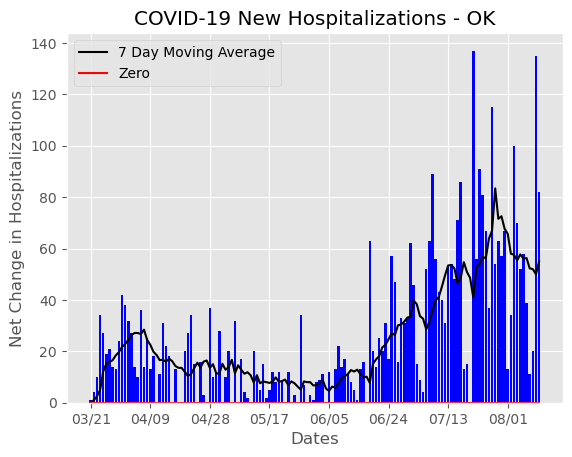 COVID-19 New Hospitalizations - OK
7 Day Moving Average
Zero
Net Change in Hospitalizations
140
120
100
80
60
40
20
0
03/21 04/09 04/28 05/17 06/05 06/24 07/13 08/01
Dates